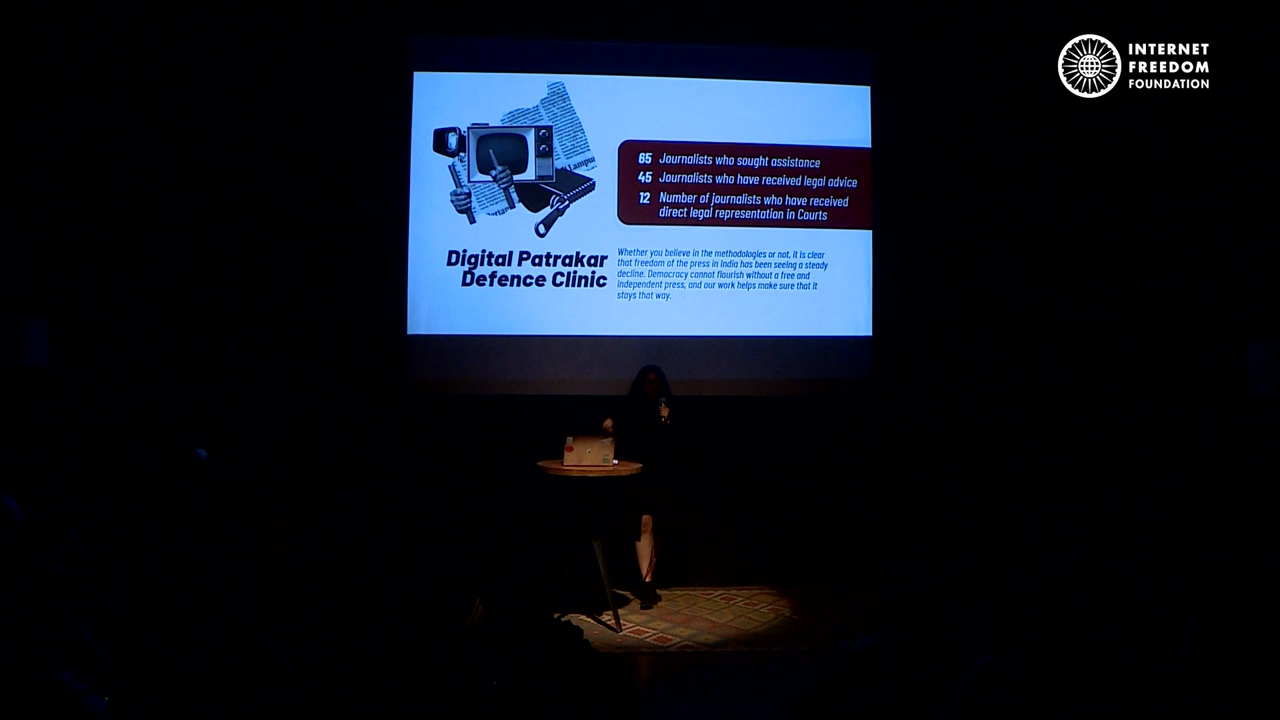 INTERNET
FREEDOM
FOUNDATION
65 Journalists who sought assistance
45 Journalists who have received legal advice
12 Number of journalists who have received
direct legal representation in Courts
Digital Patrakar
Defence Clinic
Whether you believe in the methodologies or not, it is clear
that freedom of the press in India has been seeing a steady
decline. Democracy cannot flourish without a free and
independent press, and our work helps make sure that it
stays that way.